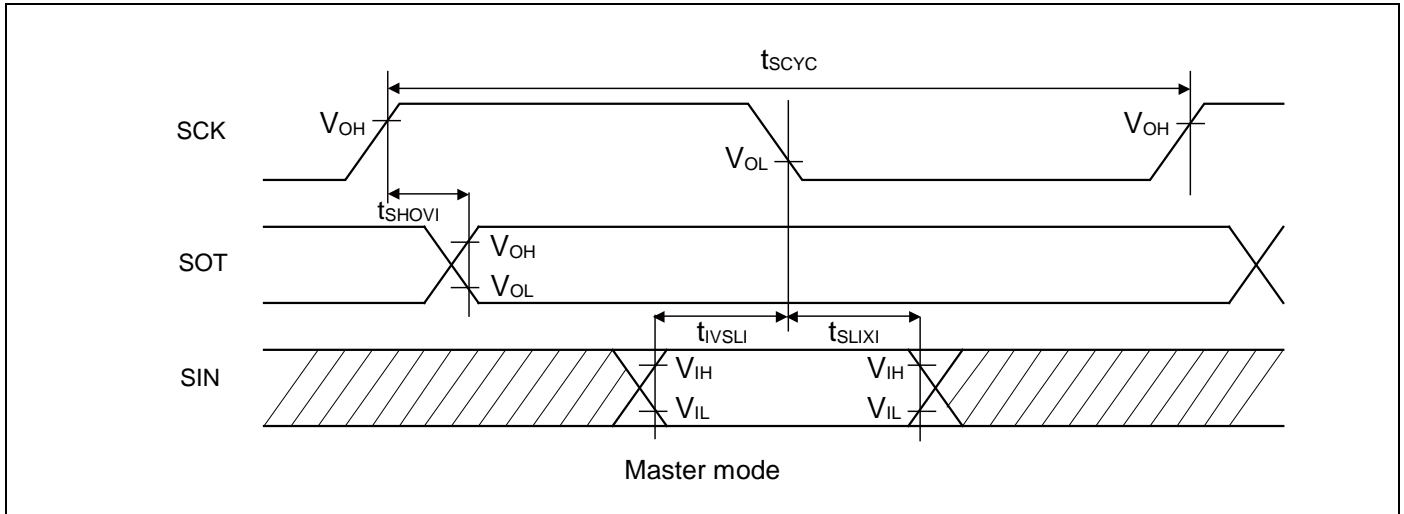 tSCYC
SCK
VOH
VOL
VOH
tSHOVI
SOT
VOH
VOL
tIVSLI
tSLIXI
SIN
VIH
VIL
VIH
VIL
Master mode